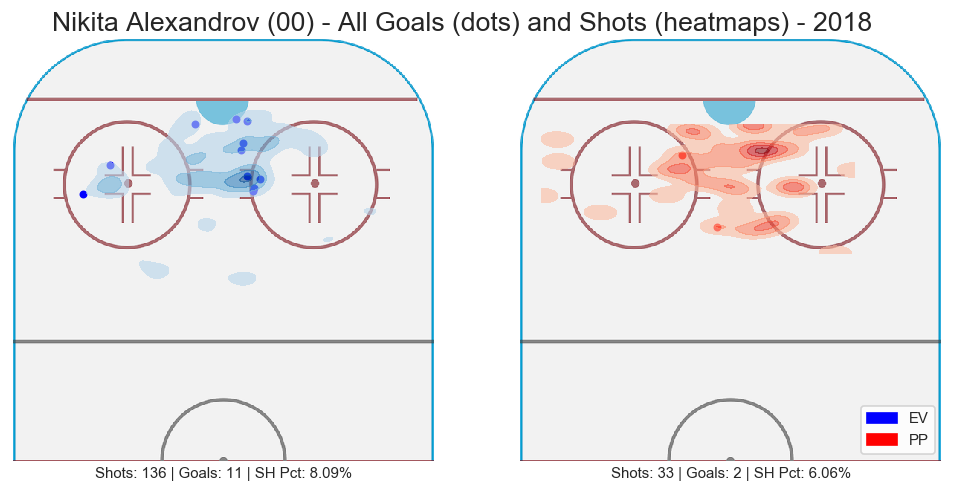 Nikita Alexandrov (00) - All Goals (dots) and Shots (heatmaps) - 2018
EV
PP
Shots: 136 | Goals: 11 | SH Pct: 8.09%
Shots: 33 | Goals: 2 | SH Pct: 6.06%